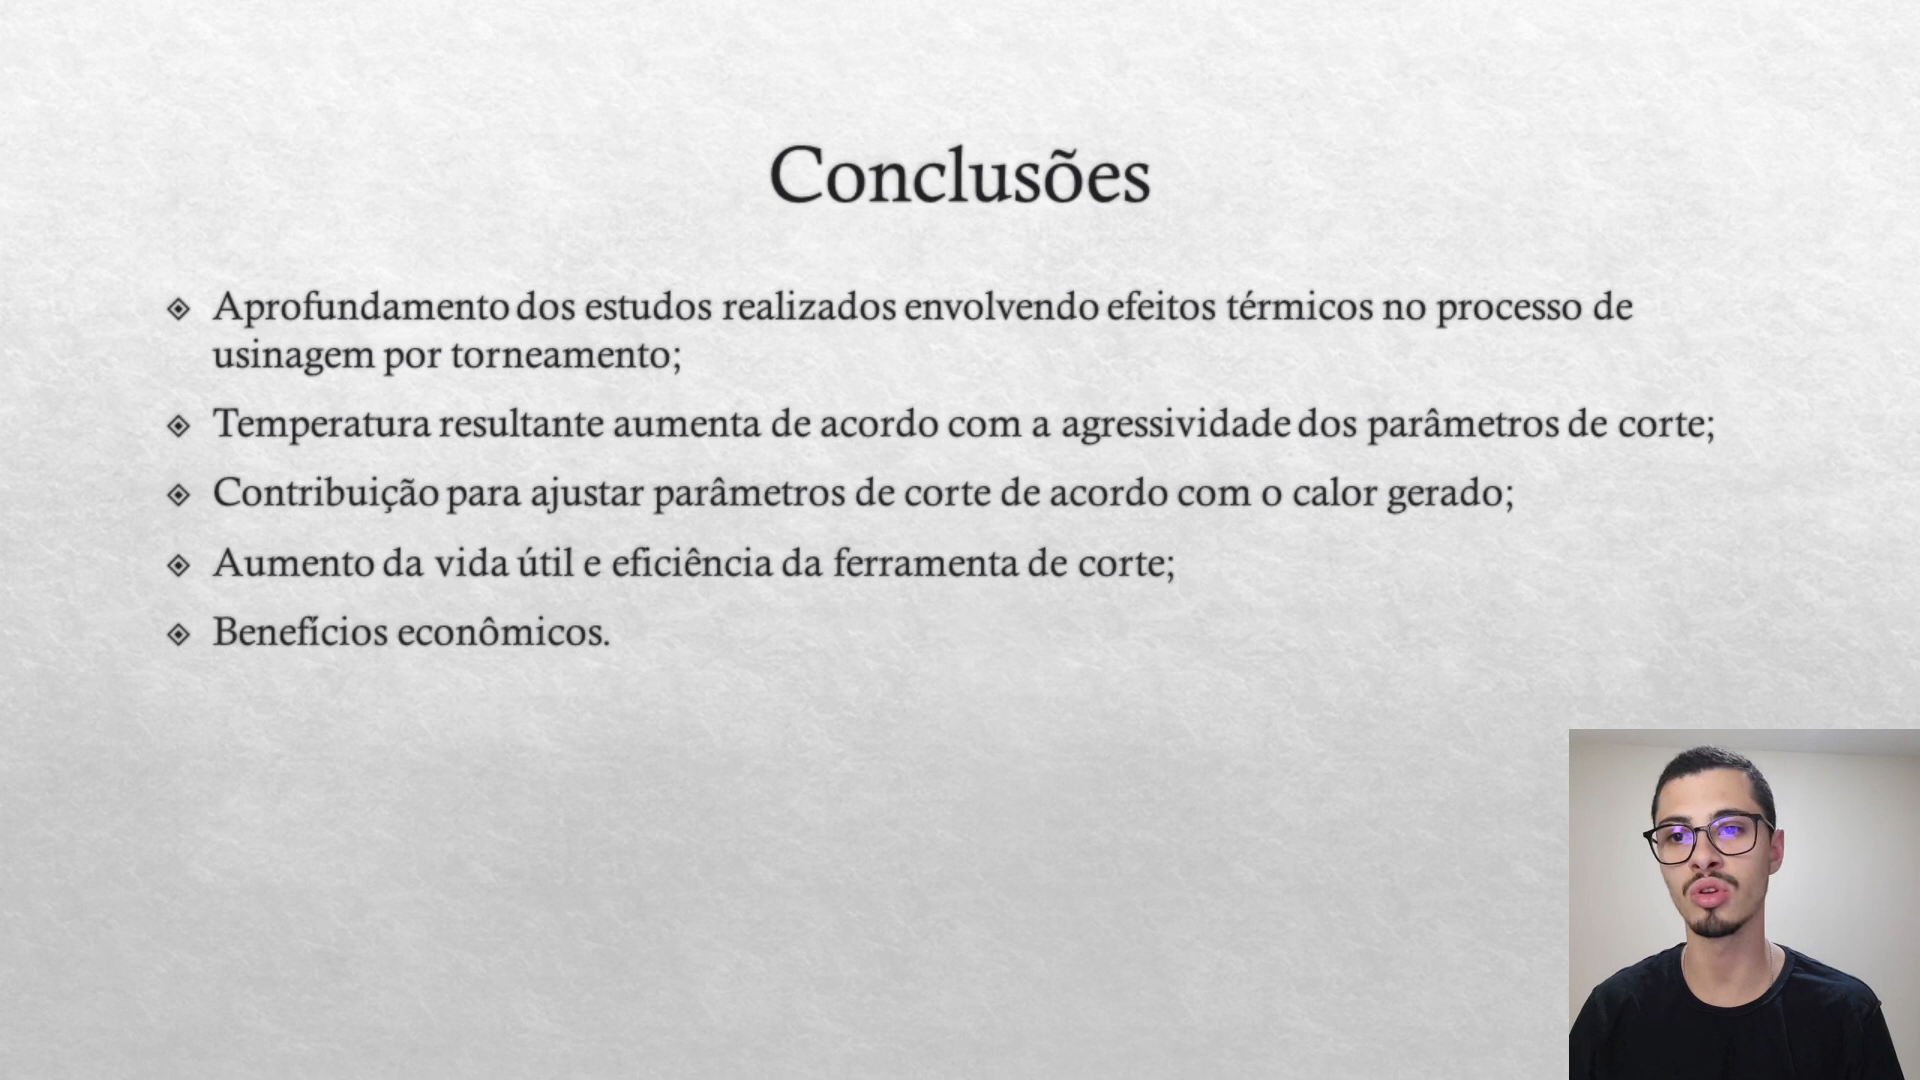 Conclusões
Aprofundamento dos estudos realizados envolvendo efeitos térmicos no processo de
usinagem por torneamento;
Temperatura resultante aumenta de acordo com a agressividade dos parâmetros de corte;
Contribuição para ajustar parâmetros de corte de acordo com o calor gerado;
Aumento da vida útil e eficiência da ferramenta de corte;
Benefícios econômicos.